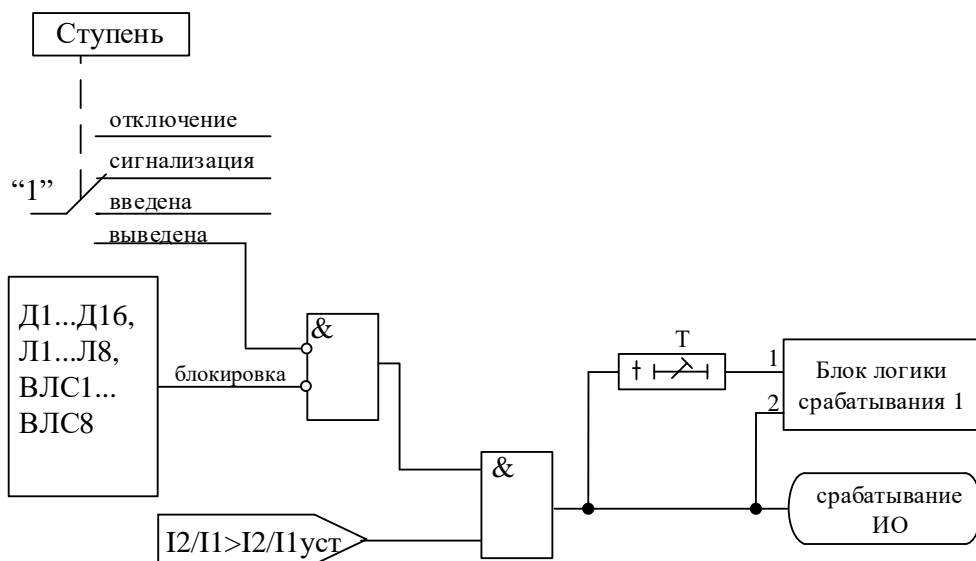 Ступень
отключение
сигнализация
“1”
введена
выведена
Д1...Д16,
Л1...Л8,
ВЛС1...
ВЛС8
блокировка
&
&
I2/I1>I2/I1уст
T
1
2
Блок логики
срабатывания 1
срабатывание
ИО